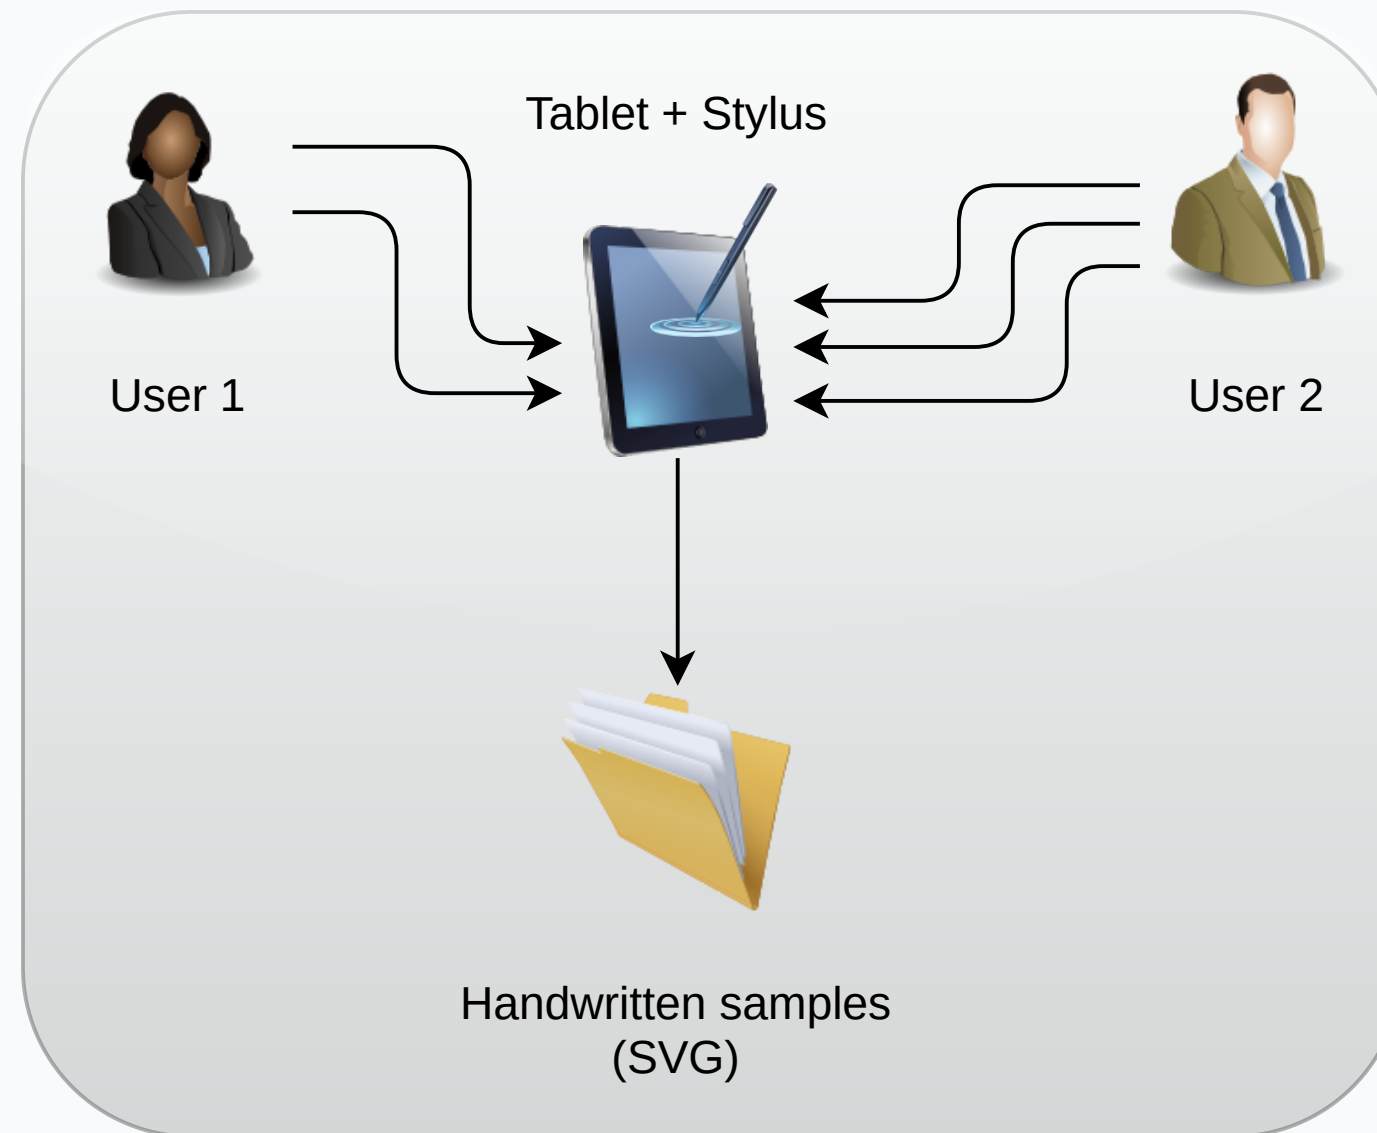 Tablet + Stylus
User 1
User 2
Handwritten samples
(SVG)